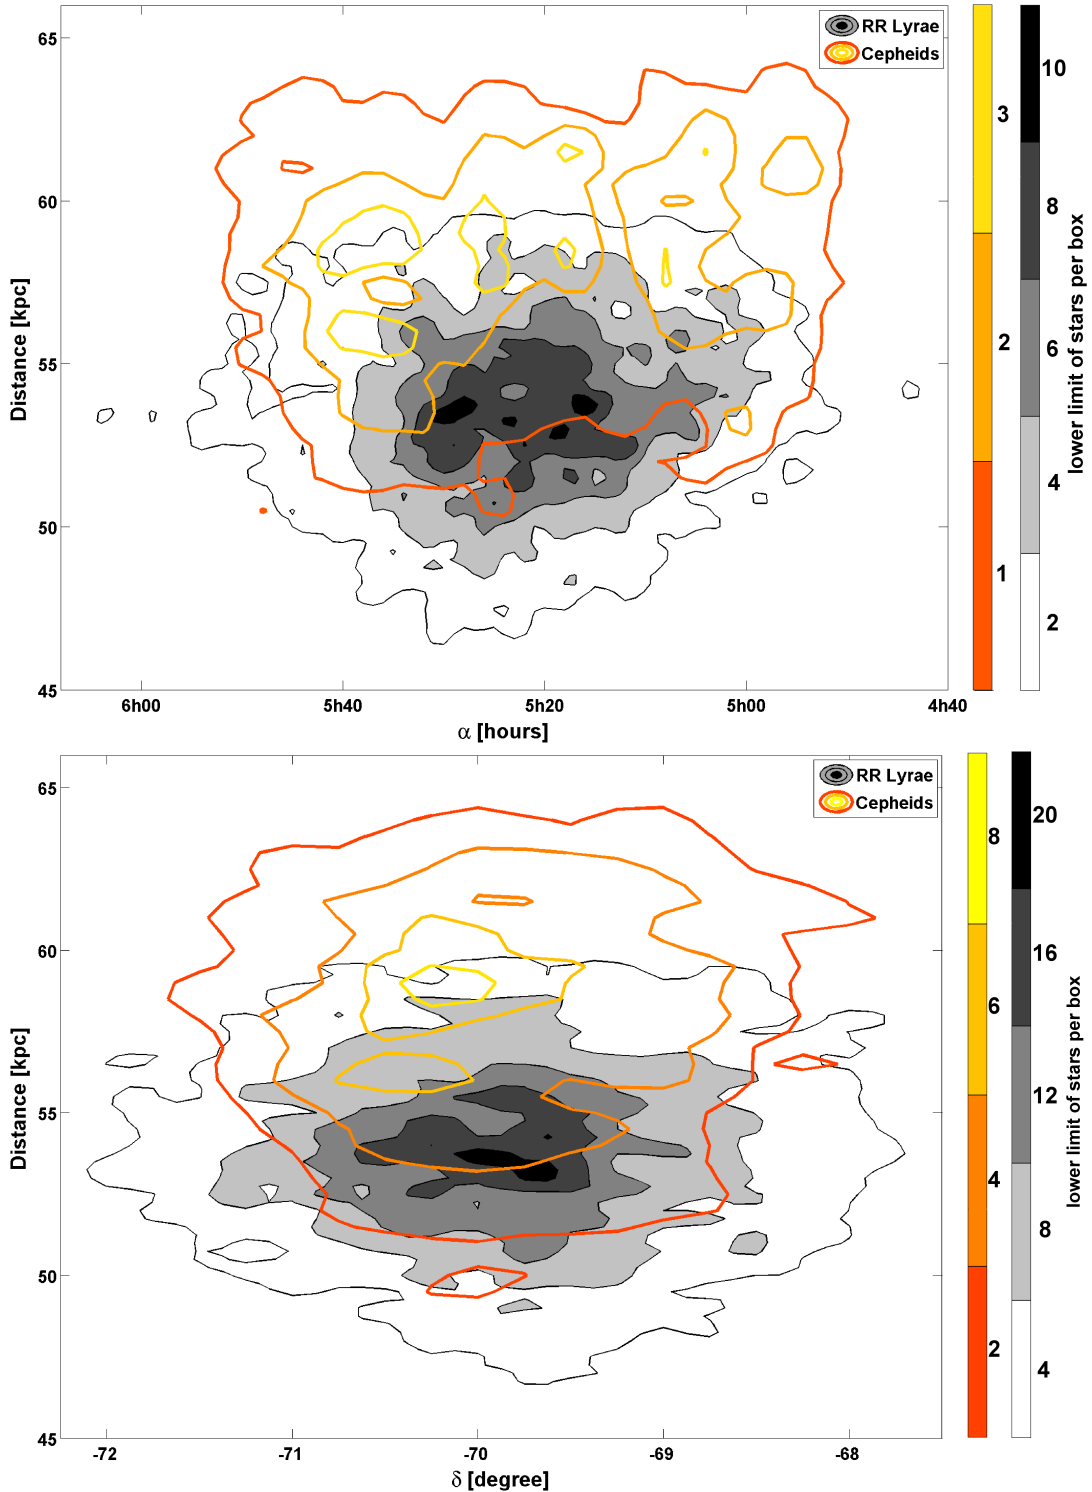 65
60
55
50
45
Distance [kpc]
6h00 5h40 5h20 5h00 4h40
α [hours]
RR Lyrae
Cepheids
3
2
1
10
8
6
4
2
lower limit of stars per box
65
60
55
50
45
Distance [kpc]
-72 -71 -70 -69 -68
δ [degree]
RR Lyrae
Cepheids
8
6
4
2
20
16
12
8
4
lower limit of stars per box